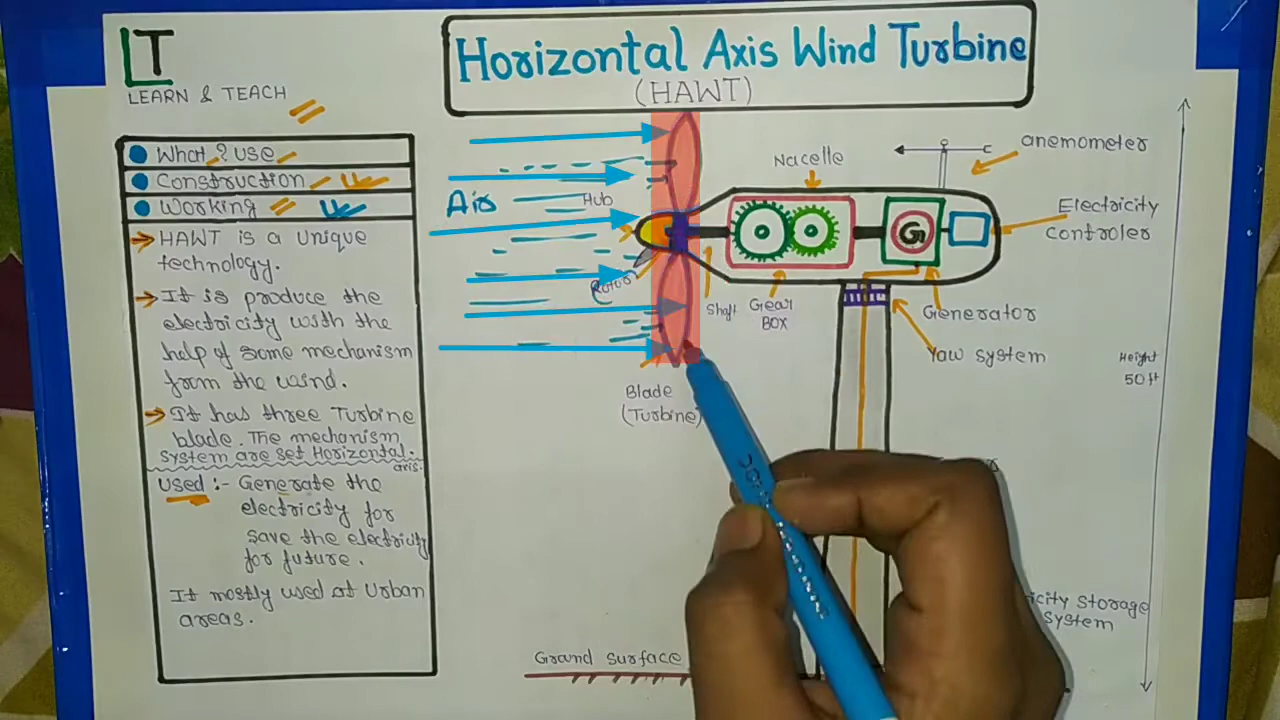 LT
LEARN & TEACH
Horizontal Axis Wind Turbine
(HAWT)
What ? Use
Construction
Working
HAWT is a unique
technology.
It is produce the
electricity with the
help of some mechanism
from the wind.
It has three Turbine
blade. The mechanism
system are set Horizontal.
axis.
Used :- Generate the
electricity for
save the electricity
for future.
It mostly used at Urban
areas.
Air
Hub
Rotor
Blade
(Turbine)
Nacelle
Shaft
Gear
BOX
G
anemometer
Electricity
controler
Generator
Yaw system
Height
50 ft
icity Storage
system
Ground surface